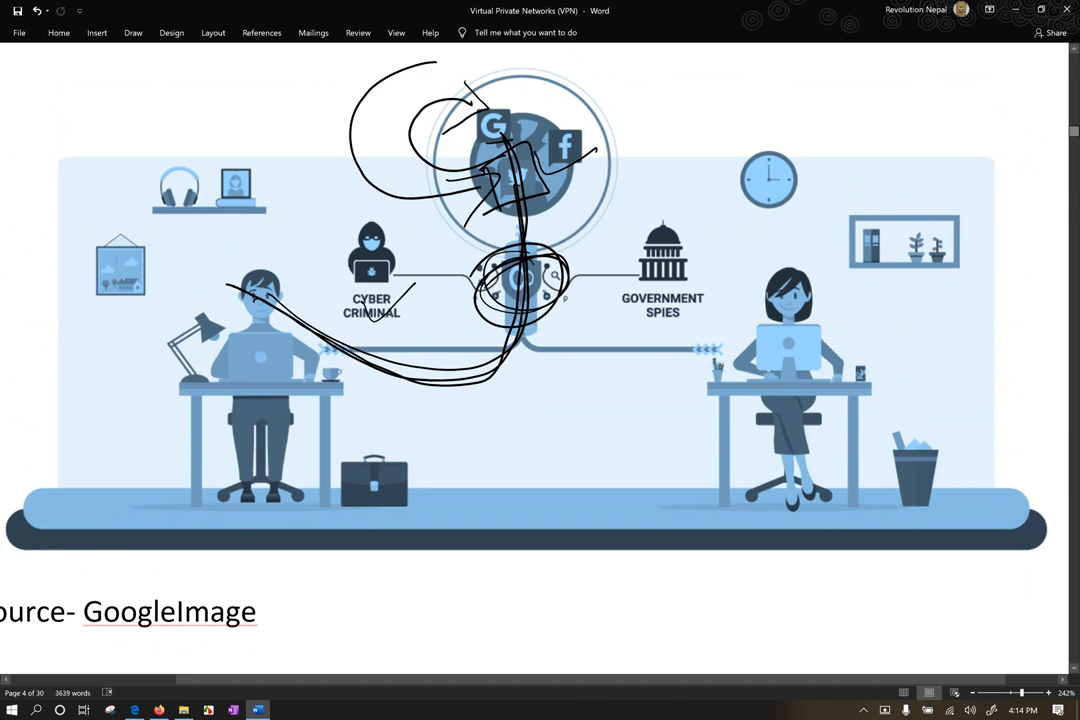 Virtual Private Networks (VPN) - Word
Revolution Nepal
File Home Insert Draw Design Layout References Mailings Review View Help Tell me what you want to do
Share
G
f
CYBER
CRIMINAL
GOVERNMENT
SPIES
ource- GoogleImage
Page 4 of 30 3639 words
242%
4:14 PM